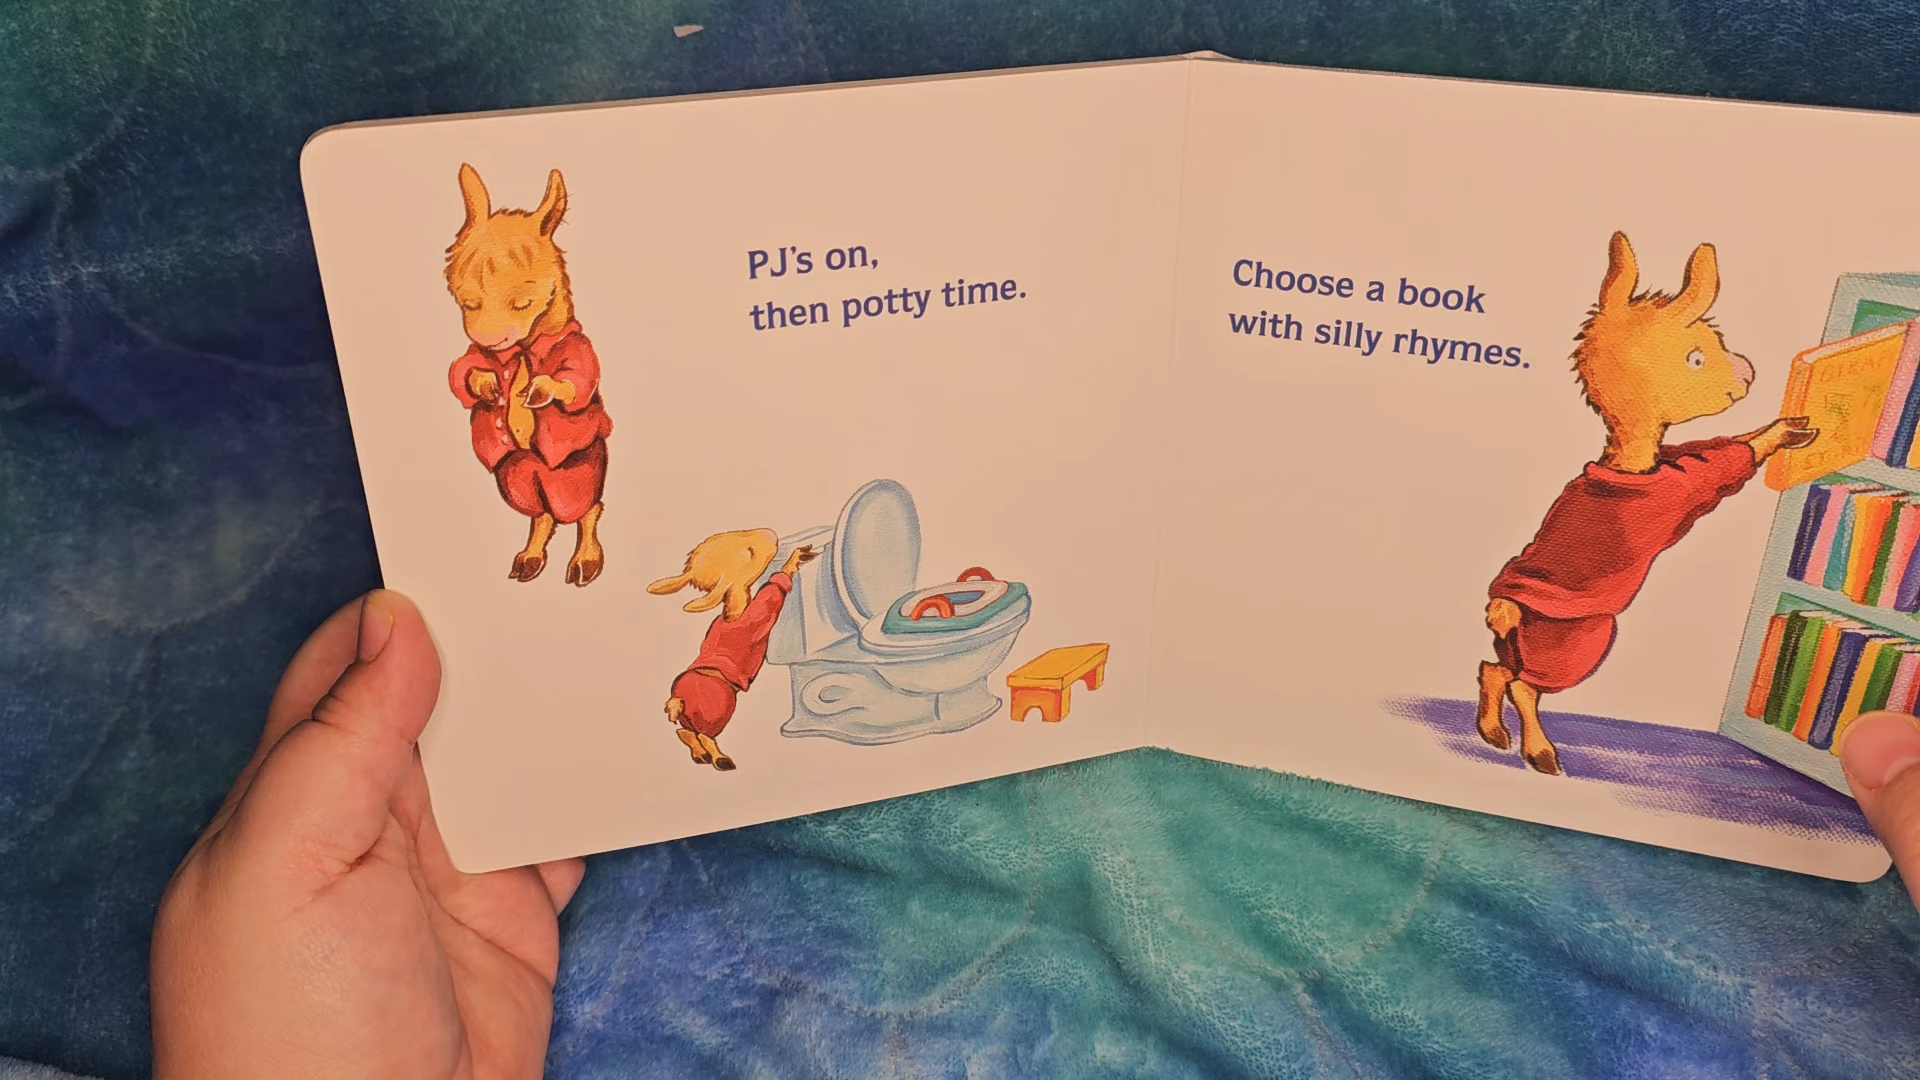 PJ's on,
then potty time.
Choose a book
with silly rhymes.